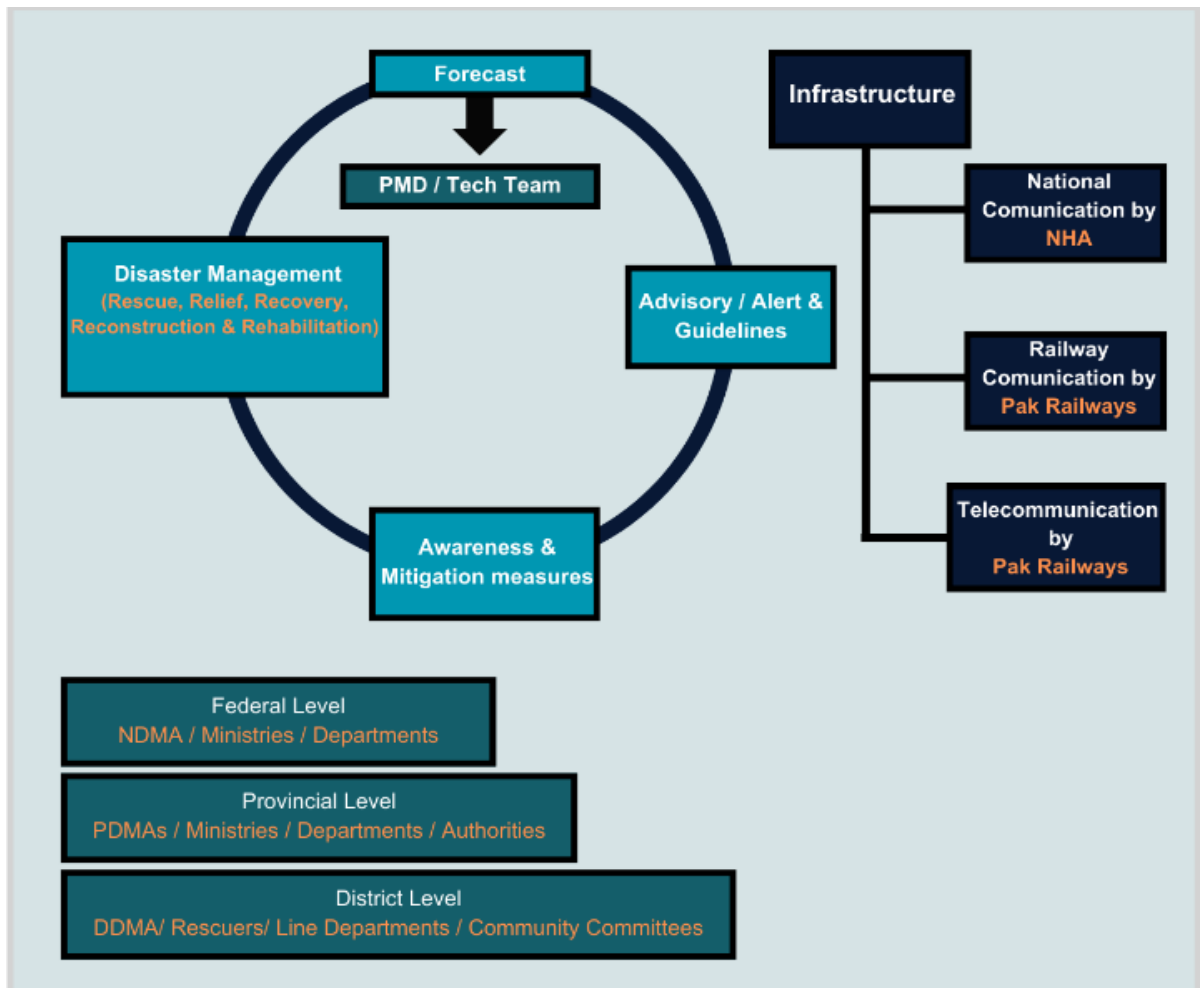 Forecast
PMD / Tech Team
Disaster Management
(Rescue, Relief, Recovery,
Reconstruction & Rehabilitation)
Advisory / Alert &
Guidelines
Awareness &
Mitigation measures
Infrastructure
National
Comunication by
NHA
Railway
Comunication by
Pak Railways
Telecommunication
by
Pak Railways
Federal Level
NDMA / Ministries / Departments
Provincial Level
PDMAs / Ministries / Departments / Authorities
District Level
DDMA/ Rescuers/ Line Departments / Community Committees